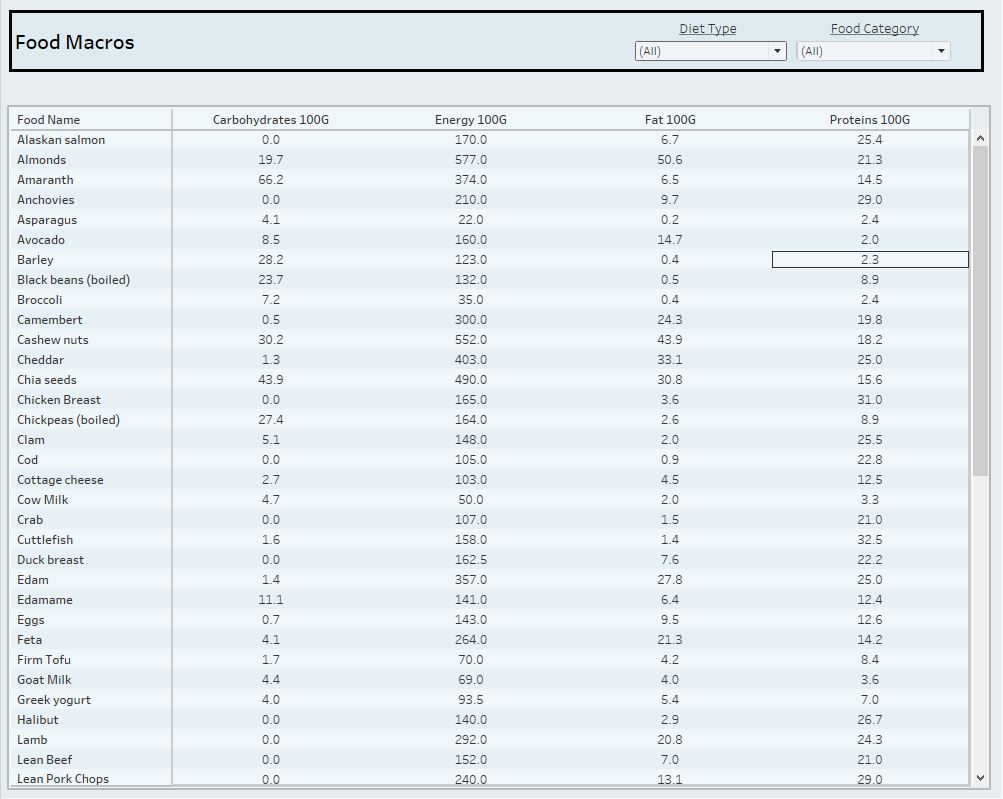 Food Macros
Diet Type Food Category
(All) (All)
Food Name Carbohydrates 100G Energy 100G Fat 100G Proteins 100G
Alaskan salmon 0.0 170.0 6.7 25.4
Almonds 19.7 577.0 50.6 21.3
Amaranth 66.2 374.0 6.5 14.5
Anchovies 0.0 210.0 9.7 29.0
Asparagus 4.1 22.0 0.2 2.4
Avocado 8.5 160.0 14.7 2.0
Barley 28.2 123.0 0.4 2.3
Black beans (boiled) 23.7 132.0 0.5 8.9
Broccoli 7.2 35.0 0.4 2.4
Camembert 0.5 300.0 24.3 19.8
Cashew nuts 30.2 552.0 43.9 18.2
Cheddar 1.3 403.0 33.1 25.0
Chia seeds 43.9 490.0 30.8 15.6
Chicken Breast 0.0 165.0 3.6 31.0
Chickpeas (boiled) 27.4 164.0 2.6 8.9
Clam 5.1 148.0 2.0 25.5
Cod 0.0 105.0 0.9 22.8
Cottage cheese 2.7 103.0 4.5 12.5
Cow Milk 4.7 50.0 2.0 3.3
Crab 0.0 107.0 1.5 21.0
Cuttlefish 1.6 158.0 1.4 32.5
Duck breast 0.0 162.5 7.6 22.2
Edam 1.4 357.0 27.8 25.0
Edamame 11.1 141.0 6.4 12.4
Eggs 0.7 143.0 9.5 12.6
Feta 4.1 264.0 21.3 14.2
Firm Tofu 1.7 70.0 4.2 8.4
Goat Milk 4.4 69.0 4.0 3.6
Greek yogurt 4.0 93.5 5.4 7.0
Halibut 0.0 140.0 2.9 26.7
Lamb 0.0 292.0 20.8 24.3
Lean Beef 0.0 152.0 7.0 21.0
Lean Pork Chops 0.0 240.0 13.1 29.0